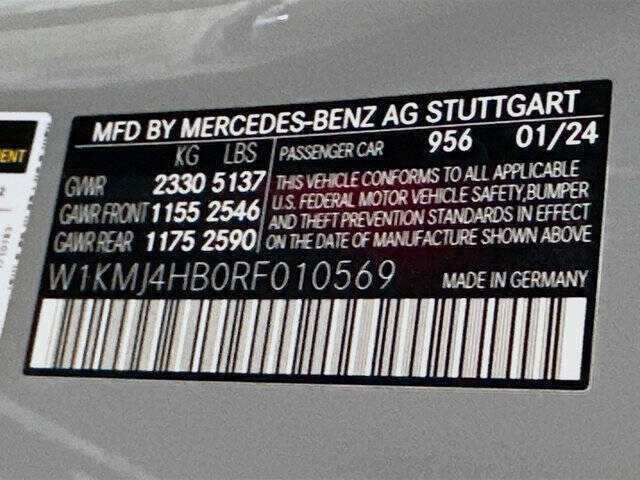 MFD BY MERCEDES-BENZ AG STUTTGART
KG LBS
GVWR 2330 5137
GAWR FRONT 1155 2546
GAWR REAR 1175 2590
PASSENGER CAR 956 01/24
THIS VEHICLE CONFORMS TO ALL APPLICABLE
U.S. FEDERAL MOTOR VEHICLE SAFETY,BUMPER
AND THEFT PREVENTION STANDARDS IN EFFECT
ON THE DATE OF MANUFACTURE SHOWN ABOVE
W1KMJ4HB0RF010569 MADE IN GERMANY